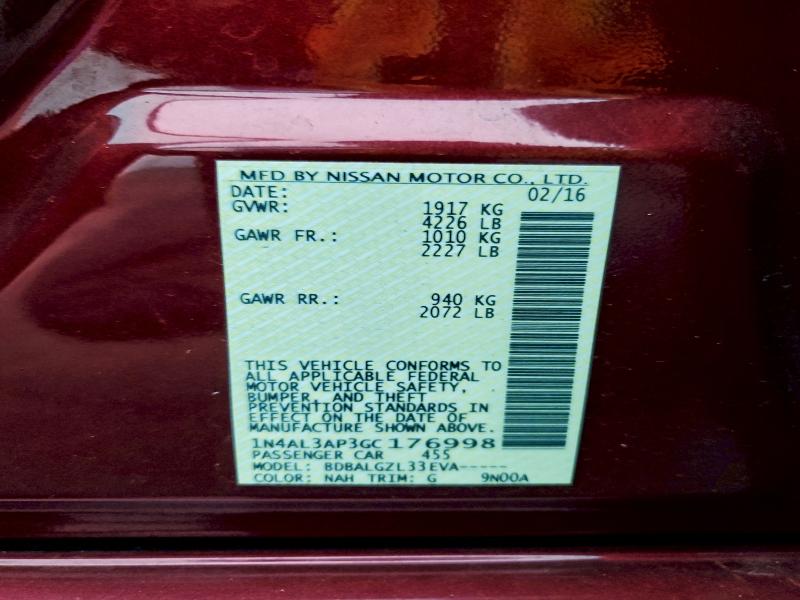 MFD BY NISSAN MOTOR CO., LTD.
DATE: 02/16
GVWR: 1917 KG
4226 LB
GAWR FR.: 1010 KG
2227 LB
GAWR RR.: 940 KG
2072 LB
THIS VEHICLE CONFORMS TO
ALL APPLICABLE FEDERAL
MOTOR VEHICLE SAFETY,
BUMPER, AND THEFT
PREVENTION STANDARDS IN
EFFECT ON THE DATE OF
MANUFACTURE SHOWN ABOVE.
1N4AL3AP3GC176998
PASSENGER CAR 455
MODEL: BDBALGZL33EVA-----
COLOR: NAH TRIM: G 9N00A